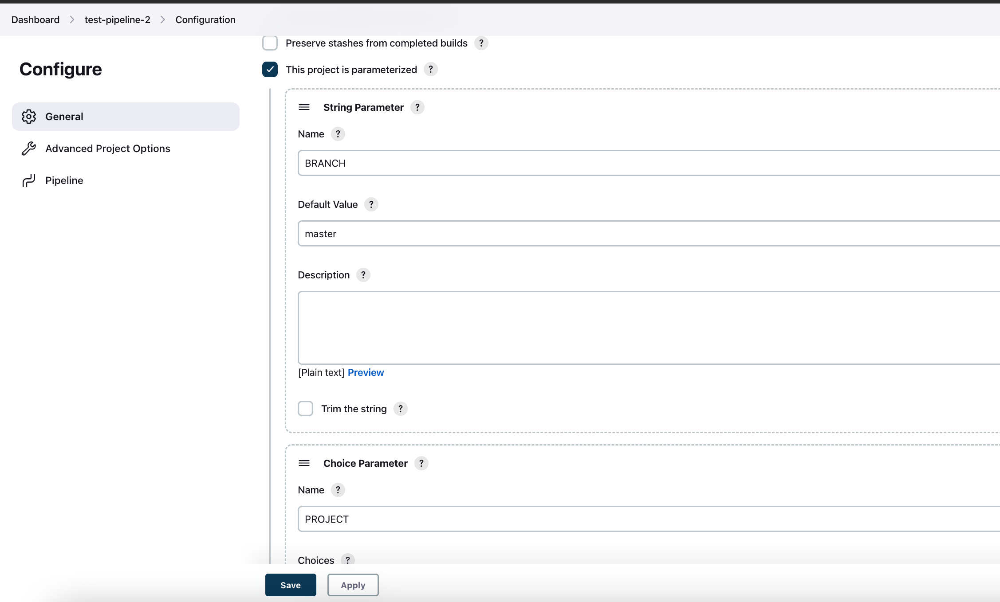 Dashboard > test-pipeline-2 > Configuration
Configure
General
Advanced Project Options
Pipeline
Preserve stashes from completed builds ?
This project is parameterized ?
String Parameter ?
Name ?
BRANCH
Default Value ?
master
Description ?
[Plain text] Preview
Trim the string ?
Choice Parameter ?
Name ?
PROJECT
Choices ?
Save Apply